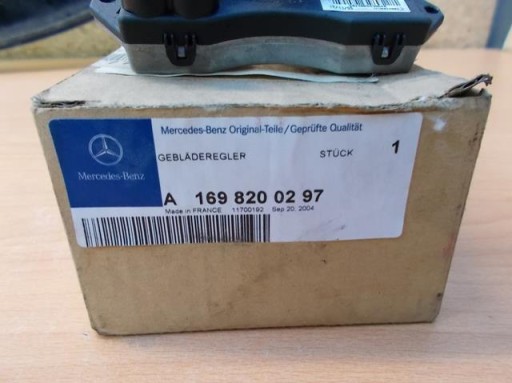 Mercedes-Benz Original-Teile/Geprüfte Qualität
GEBLÄDEREGLER STÜCK 1
Mercedes-Benz
A 169 820 02 97
Made in FRANCE 11700192 Sep 20, 2004